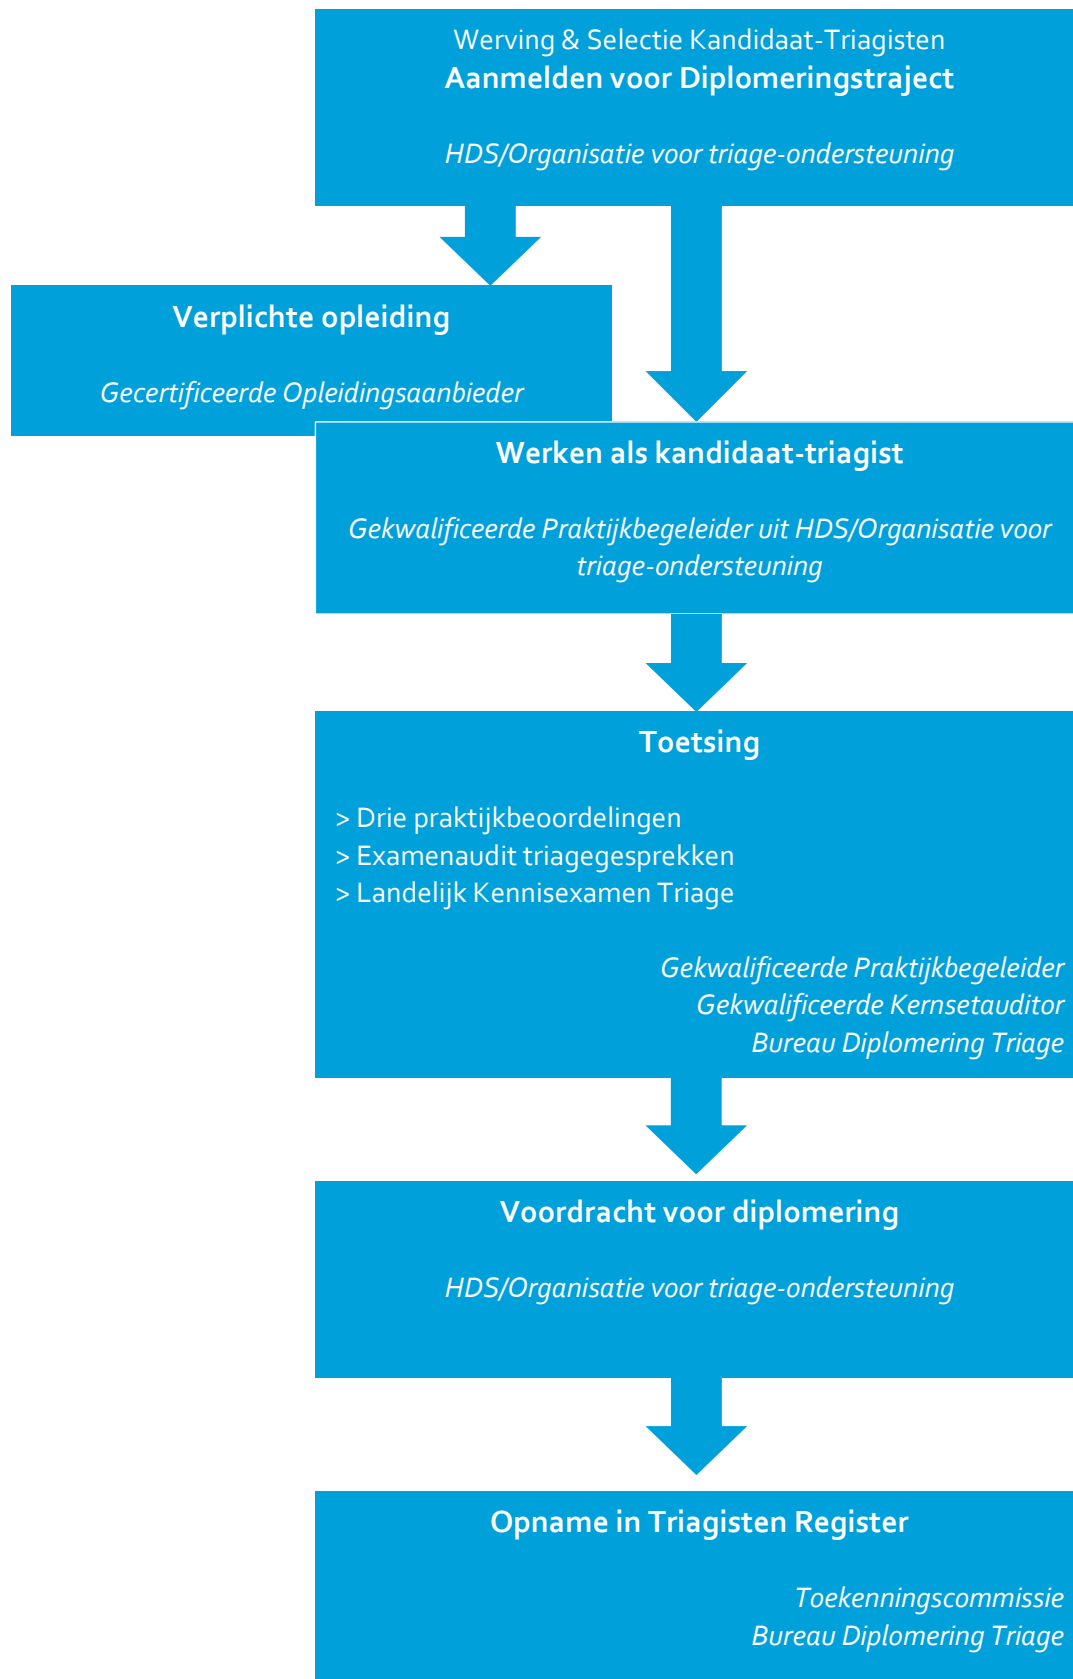 Werving & Selectie Kandidaat-Triagisten
Aanmelden voor Diplomeringstraject
HDS/Organisatie voor triage-ondersteuning
Verplichte opleiding
Gecertificeerde Opleidingsaanbieder
Werken als kandidaat-triagist
Gekwalificeerde Praktijkbegeleider uit HDS/Organisatie voor
triage-ondersteuning
Toetsing
> Drie praktijkbeoordelingen
> Examenaudit triagegesprekken
> Landelijk Kennisexamen Triage
Gekwalificeerde Praktijkbegeleider
Gekwalificeerde Kernsetauditor
Bureau Diplomering Triage
Voordracht voor diplomering
HDS/Organisatie voor triage-ondersteuning
Opname in Triagisten Register
Toekenningscommissie
Bureau Diplomering Triage